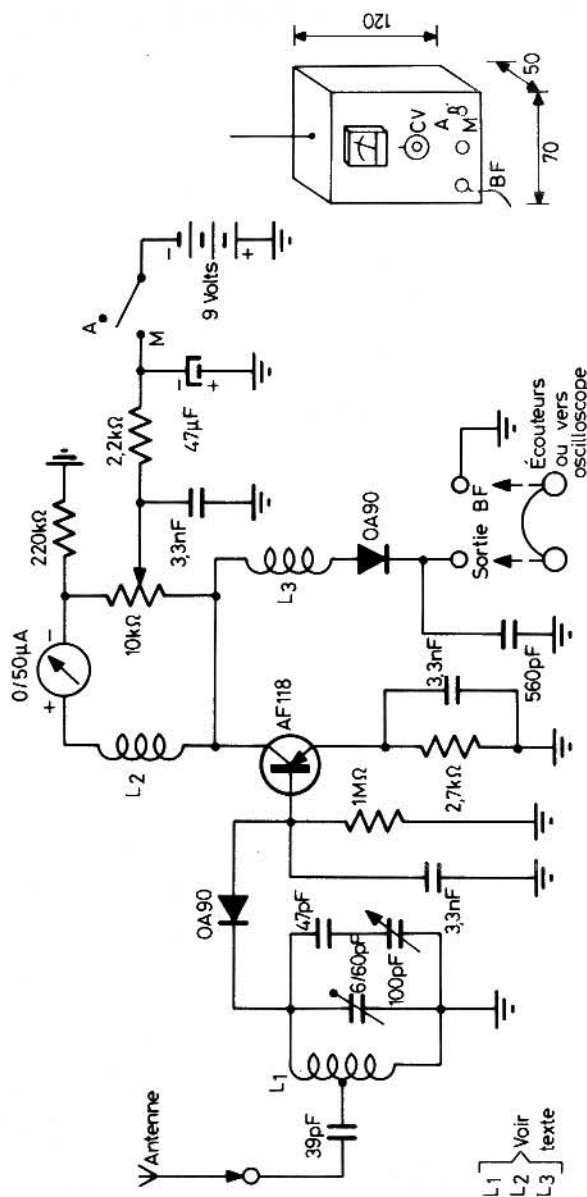 Antenne
39pF
L1
6/60pF
47pF
100pF
OA90
3,3nF
1MΩ
AF118
2,7kΩ
3,3nF
L2
0/50µA
+
-
10kΩ
220kΩ
3,3nF
2,2kΩ
47µF
-
+
M
A
9 Volts
-
+
L3
OA90
560pF
Sortie BF
Écouteurs
ou vers
oscilloscope
L1
L2
L3
Voir
texte
120
50
70
CV
A
M
BF